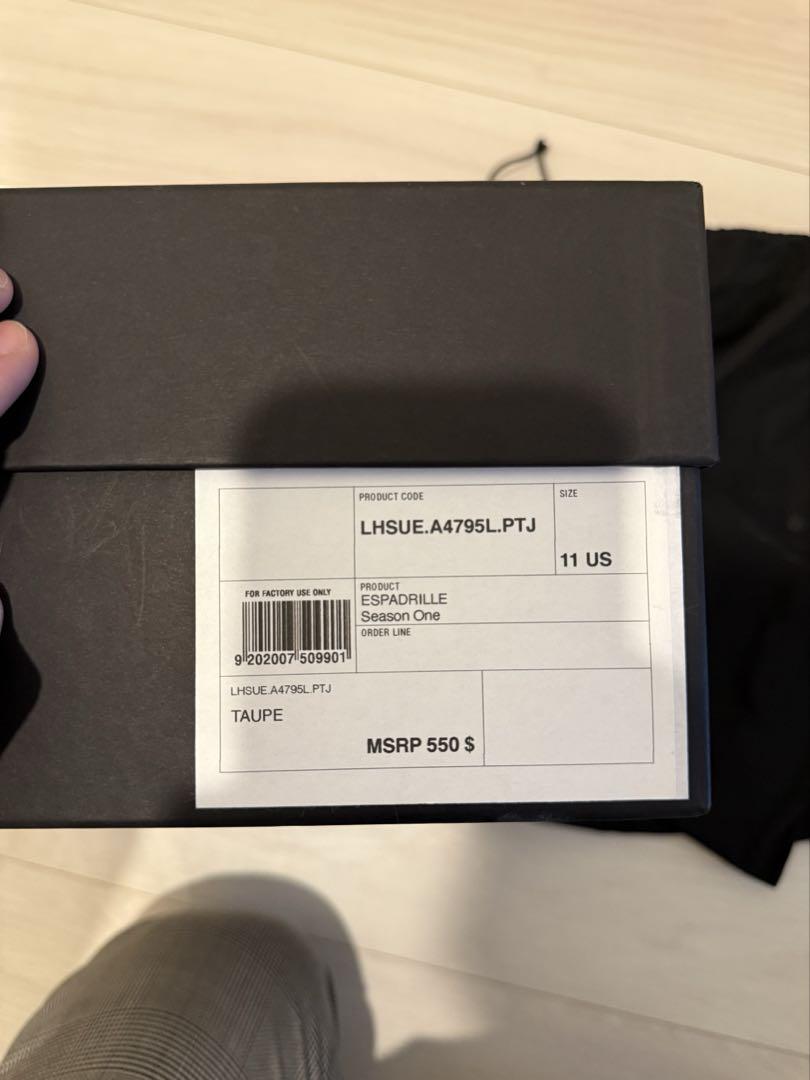 PRODUCT CODE
SIZE
LHSUE.A4795L.PTJ
11 US
FOR FACTORY USE ONLY
9 202007 509901
PRODUCT
ESPADRILLE
Season One
ORDER LINE
LHSUE.A4795L.PTJ
TAUPE
MSRP 550 $